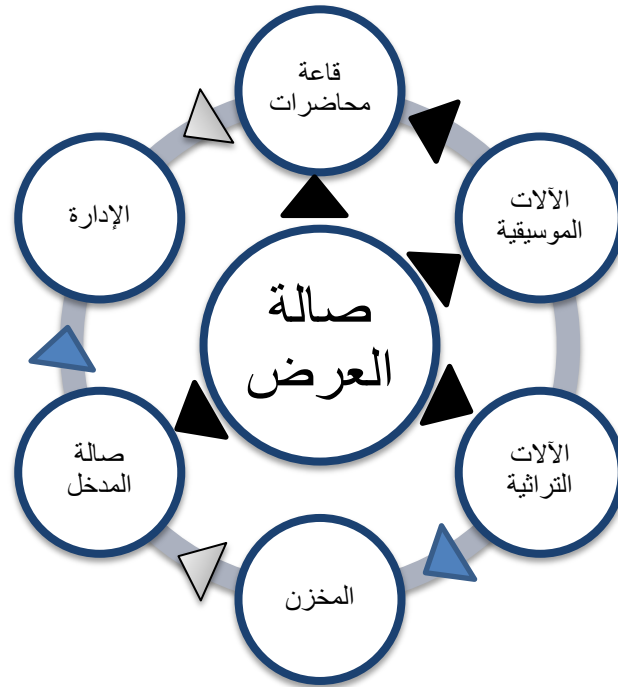 قاعة
محاضرات
الآلات
الموسيقية
الإدارة
صالة
العرض
الآلات
التراثية
صالة
المدخل
المخزن